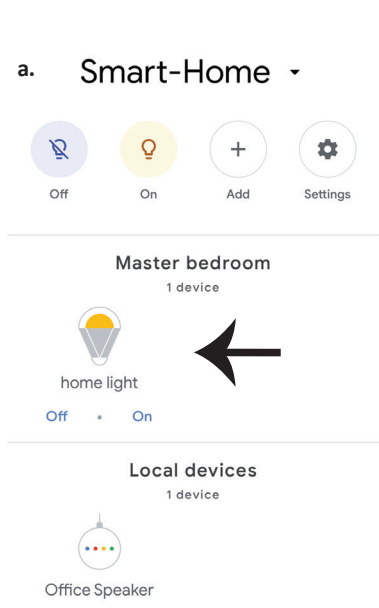 a. Smart-Home
Off On Add Settings
Master bedroom
1 device
home light
Off • On
Local devices
1 device
Office Speaker